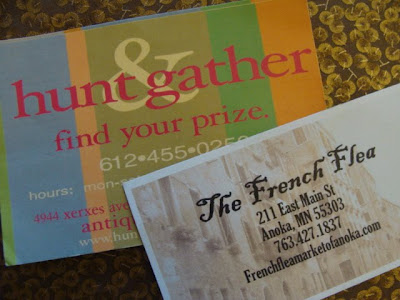 hunt & gather
find your prize.
612·455·025
hours: mon-
4944 xerxes ave
antiq
www.hun
The French Flea
211 East Main St
Anoka, MN 55303
763.427.1837
Frenchfleamarketofanoka.com